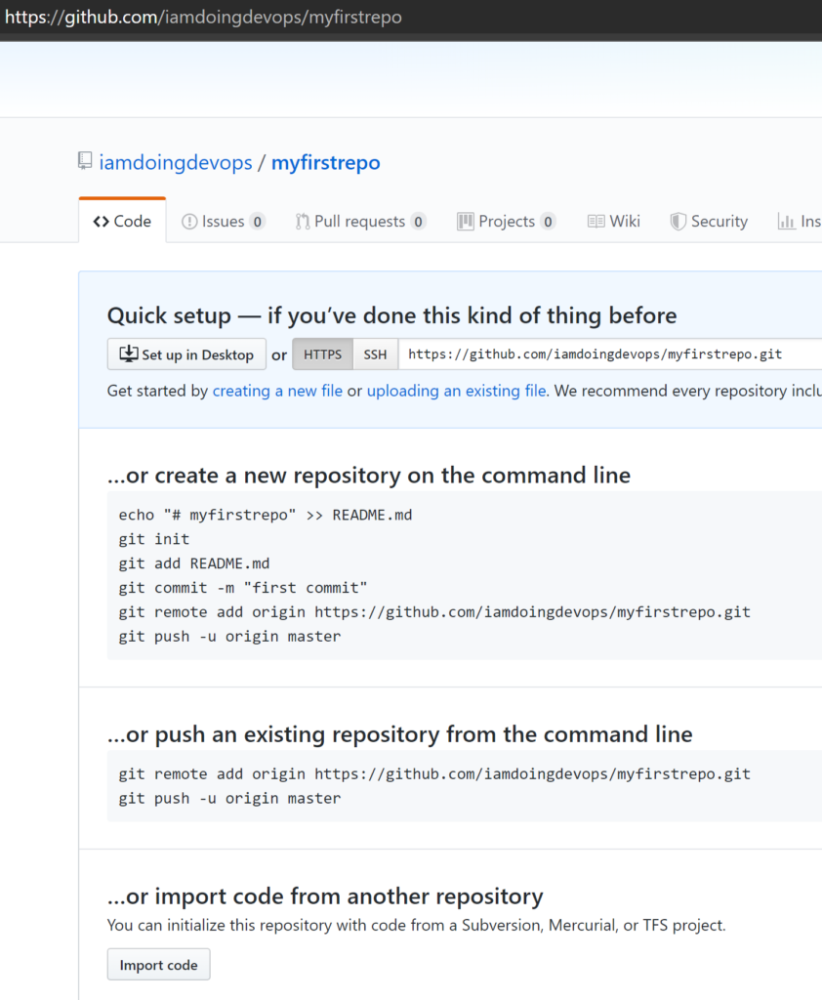 https://github.com/iamdoingdevops/myfirstrepo
iamdoingdevops / myfirstrepo
Code Issues 0 Pull requests 0 Projects 0 Wiki Security Ins
Quick setup — if you’ve done this kind of thing before
Set up in Desktop or HTTPS SSH https://github.com/iamdoingdevops/myfirstrepo.git
Get started by creating a new file or uploading an existing file. We recommend every repository inclu
…or create a new repository on the command line
echo "# myfirstrepo" >> README.md
git init
git add README.md
git commit -m "first commit"
git remote add origin https://github.com/iamdoingdevops/myfirstrepo.git
git push -u origin master
…or push an existing repository from the command line
git remote add origin https://github.com/iamdoingdevops/myfirstrepo.git
git push -u origin master
…or import code from another repository
You can initialize this repository with code from a Subversion, Mercurial, or TFS project.
Import code